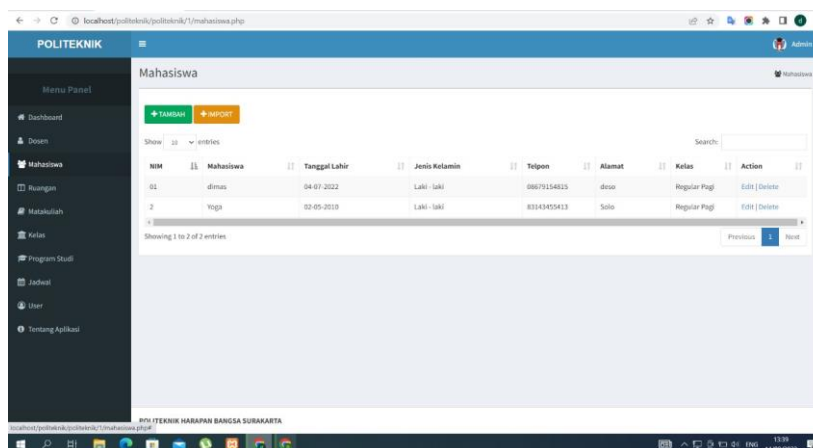 localhost/politeknik/politeknik/1/mahasiswa.php
POLITEKNIK
Admin
Mahasiswa
Mahasiswa
Menu Panel
Dashboard
Dosen
Mahasiswa
Ruangan
Matakuliah
Kelas
Program Studi
Jadwal
User
Tentang Aplikasi
+TAMBAH +IMPORT
Show 10 entries Search:
NIM Mahasiswa Tanggal Lahir Jenis Kelamin Telpon Alamat Kelas Action
01 dimas 04-07-2022 Laki - laki deso Regular Pagi Edit | Delete
2 Yoga 02-05-2010 Laki - laki 83143455413 Solo Regular Pagi Edit | Delete
Showing 1 to 2 of 2 entries Previous 1 Next
POLITEKNIK HARAPAN BANGSA SURAKARTA
localhost/politeknik/politeknik/1/mahasiswa.php#
ENG 13:39